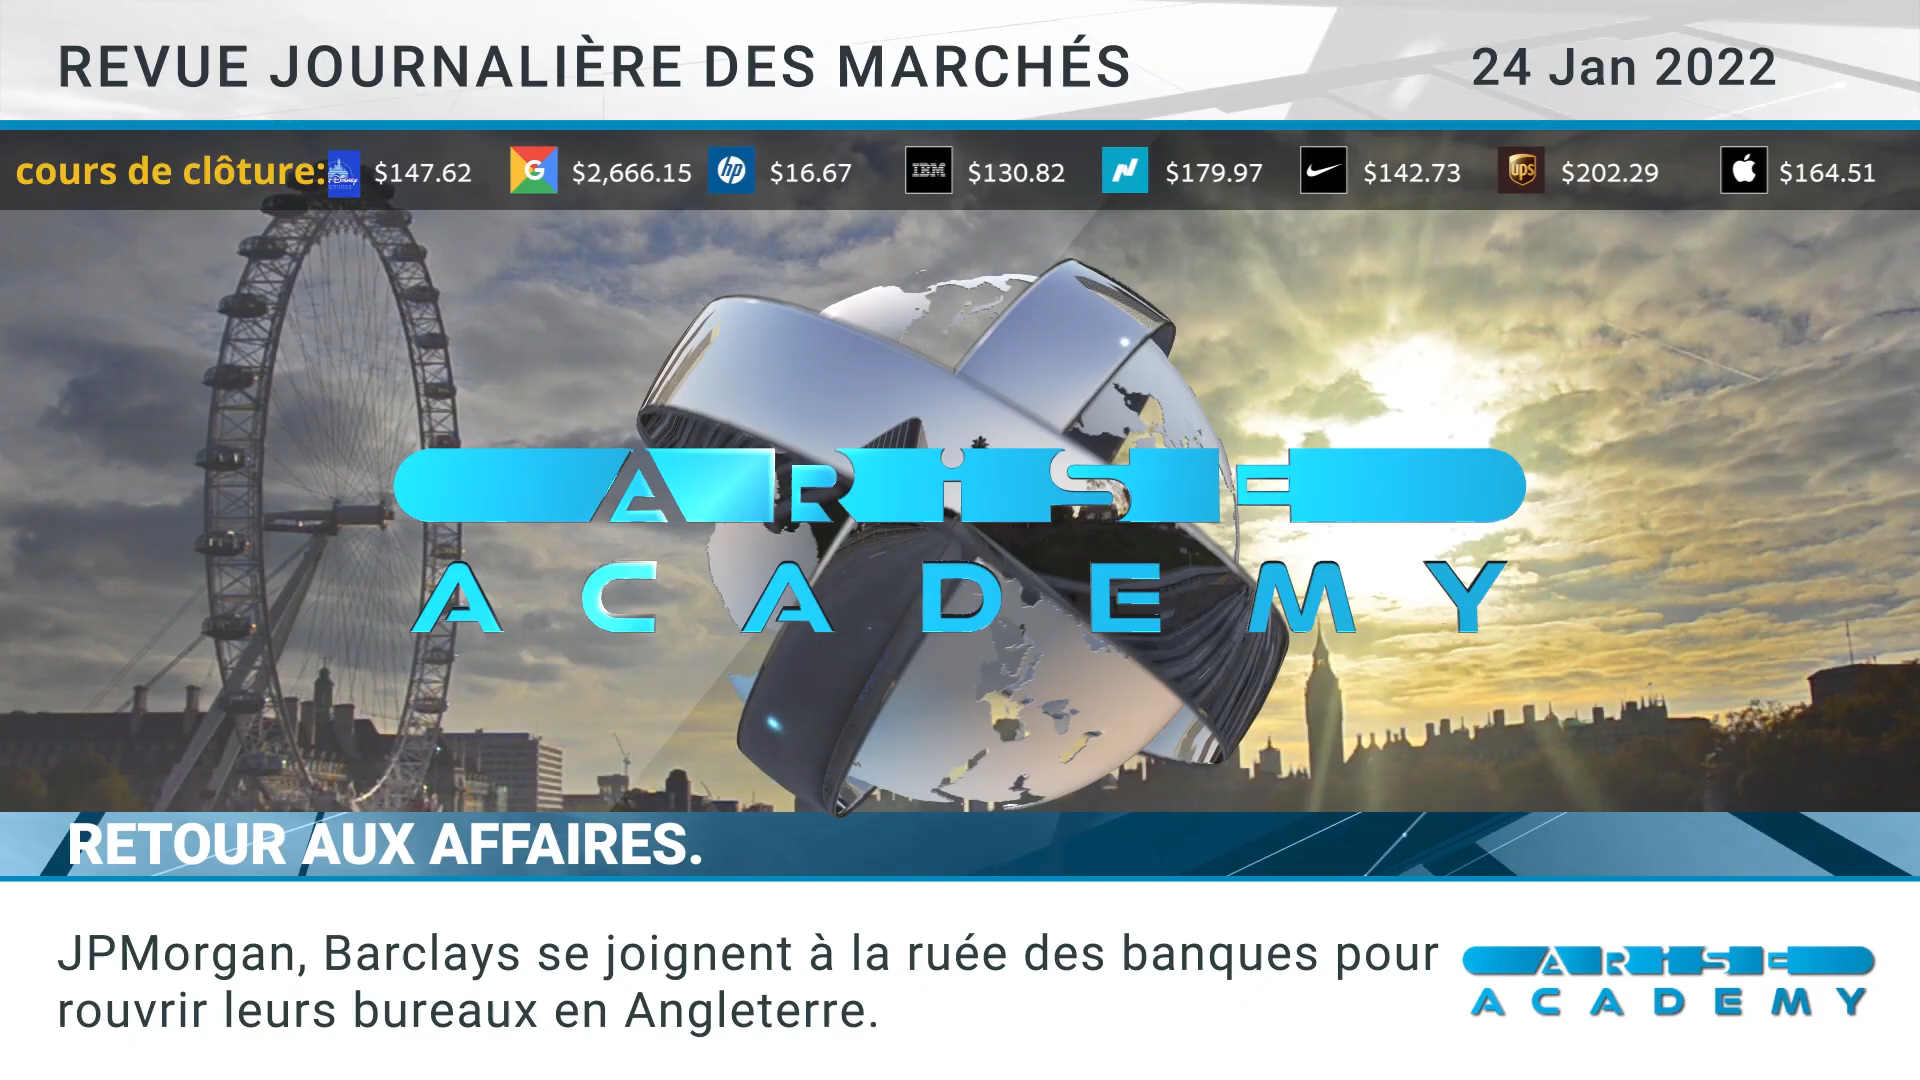 REVUE JOURNALIÈRE DES MARCHÉS 24 Jan 2022
cours de clôture: $147.62 G $2,666.15 hp $16.67 IBM $130.82 N $179.97 $142.73 ups $202.29 $164.51
ARiSE
ACADEMY
RETOUR AUX AFFAIRES.
JPMorgan, Barclays se joignent à la ruée des banques pour
rouvrir leurs bureaux en Angleterre.
ARiSE
ACADEMY